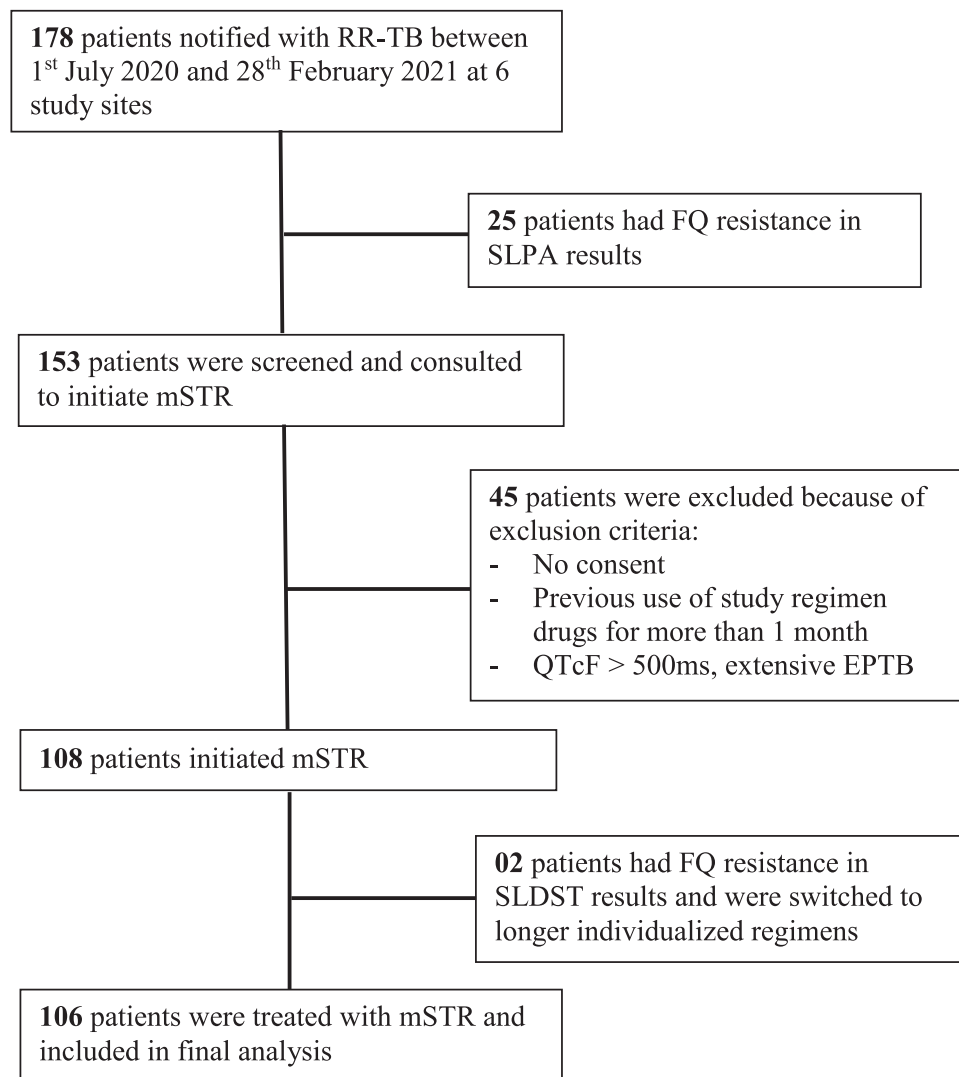 178 patients notified with RR-TB between
1st July 2020 and 28th February 2021 at 6
study sites
25 patients had FQ resistance in
SLPA results
153 patients were screened and consulted
to initiate mSTR
45 patients were excluded because of
exclusion criteria:
- No consent
- Previous use of study regimen
drugs for more than 1 month
- QTcF > 500ms, extensive EPTB
108 patients initiated mSTR
02 patients had FQ resistance in
SLDST results and were switched to
longer individualized regimens
106 patients were treated with mSTR and
included in final analysis